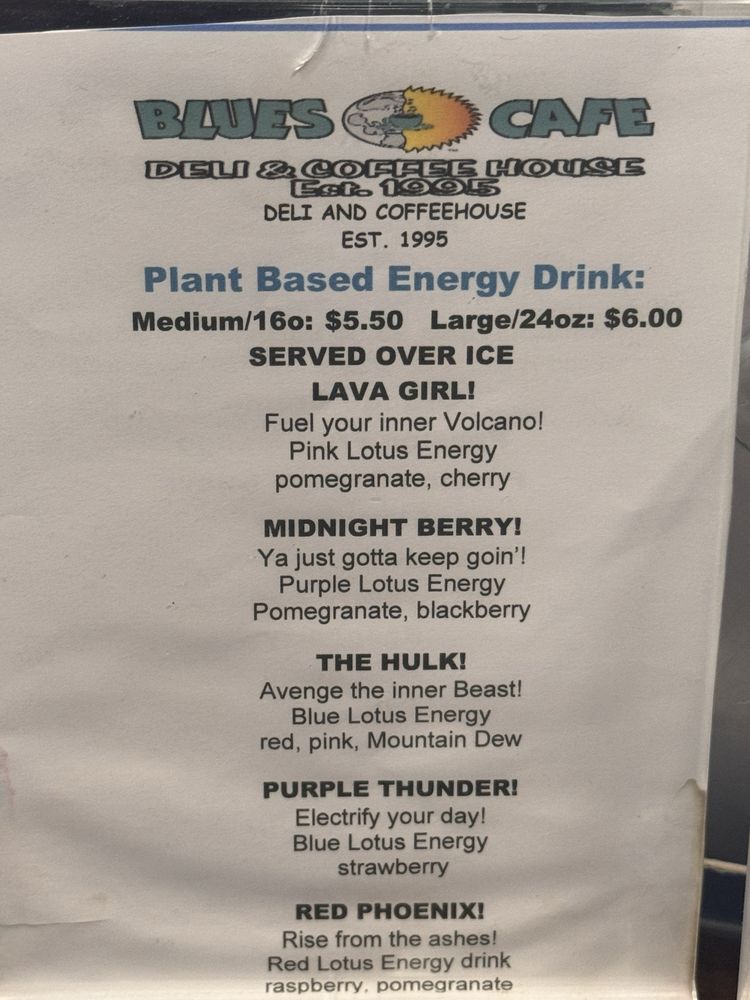 BLUES CAFE
DELI & COFFEE HOUSE
Est. 1995
DELI AND COFFEEHOUSE
EST. 1995
Plant Based Energy Drink:
Medium/16o: $5.50 Large/24oz: $6.00
SERVED OVER ICE
LAVA GIRL!
Fuel your inner Volcano!
Pink Lotus Energy
pomegranate, cherry
MIDNIGHT BERRY!
Ya just gotta keep goin'!
Purple Lotus Energy
Pomegranate, blackberry
THE HULK!
Avenge the inner Beast!
Blue Lotus Energy
red, pink, Mountain Dew
PURPLE THUNDER!
Electrify your day!
Blue Lotus Energy
strawberry
RED PHOENIX!
Rise from the ashes!
Red Lotus Energy drink
raspberry, pomegranate